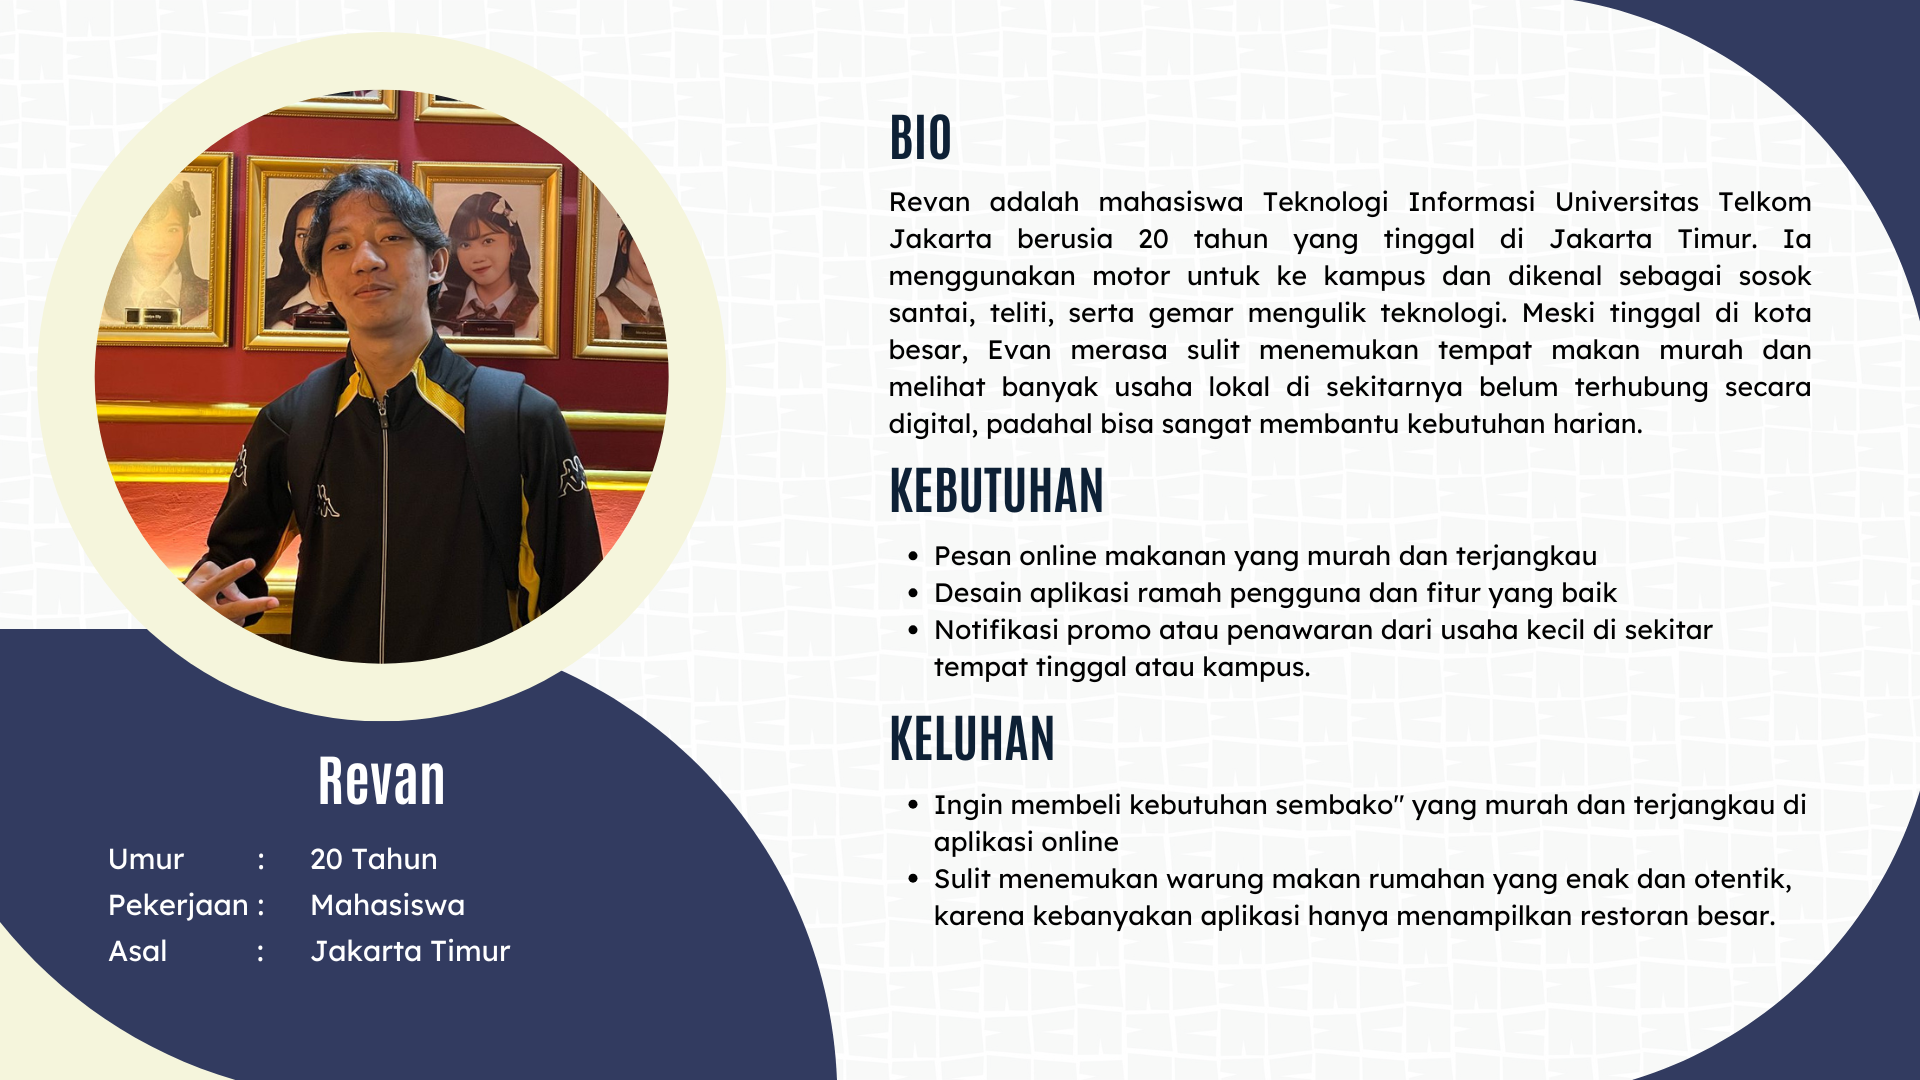 Revan
Umur : 20 Tahun
Pekerjaan : Mahasiswa
Asal : Jakarta Timur
BIO
Revan adalah mahasiswa Teknologi Informasi Universitas Telkom
Jakarta berusia 20 tahun yang tinggal di Jakarta Timur. Ia
menggunakan motor untuk ke kampus dan dikenal sebagai sosok
santai, teliti, serta gemar mengulik teknologi. Meski tinggal di kota
besar, Evan merasa sulit menemukan tempat makan murah dan
melihat banyak usaha lokal di sekitarnya belum terhubung secara
digital, padahal bisa sangat membantu kebutuhan harian.
KEBUTUHAN
• Pesan online makanan yang murah dan terjangkau
• Desain aplikasi ramah pengguna dan fitur yang baik
• Notifikasi promo atau penawaran dari usaha kecil di sekitar
tempat tinggal atau kampus.
KELUHAN
• Ingin membeli kebutuhan sembako" yang murah dan terjangkau di
aplikasi online
• Sulit menemukan warung makan rumahan yang enak dan otentik,
karena kebanyakan aplikasi hanya menampilkan restoran besar.